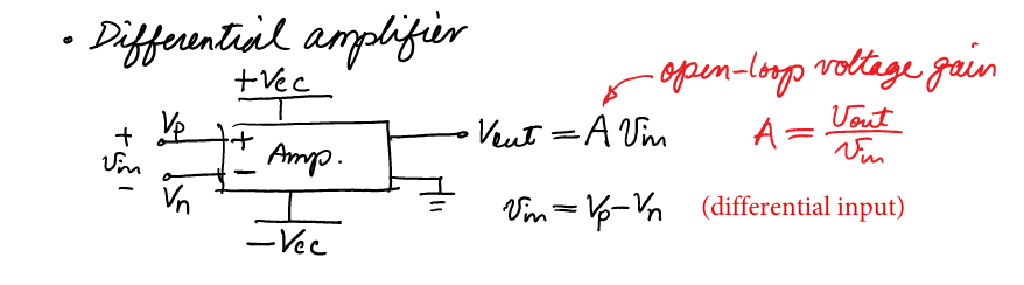 • Differential amplifier
+Vcc
open-loop voltage gain
+ Vp + Vout = A Vin A = Vout/Vin
Vin Amp.
- Vn -
Vin = Vp - Vn (differential input)
-Vcc